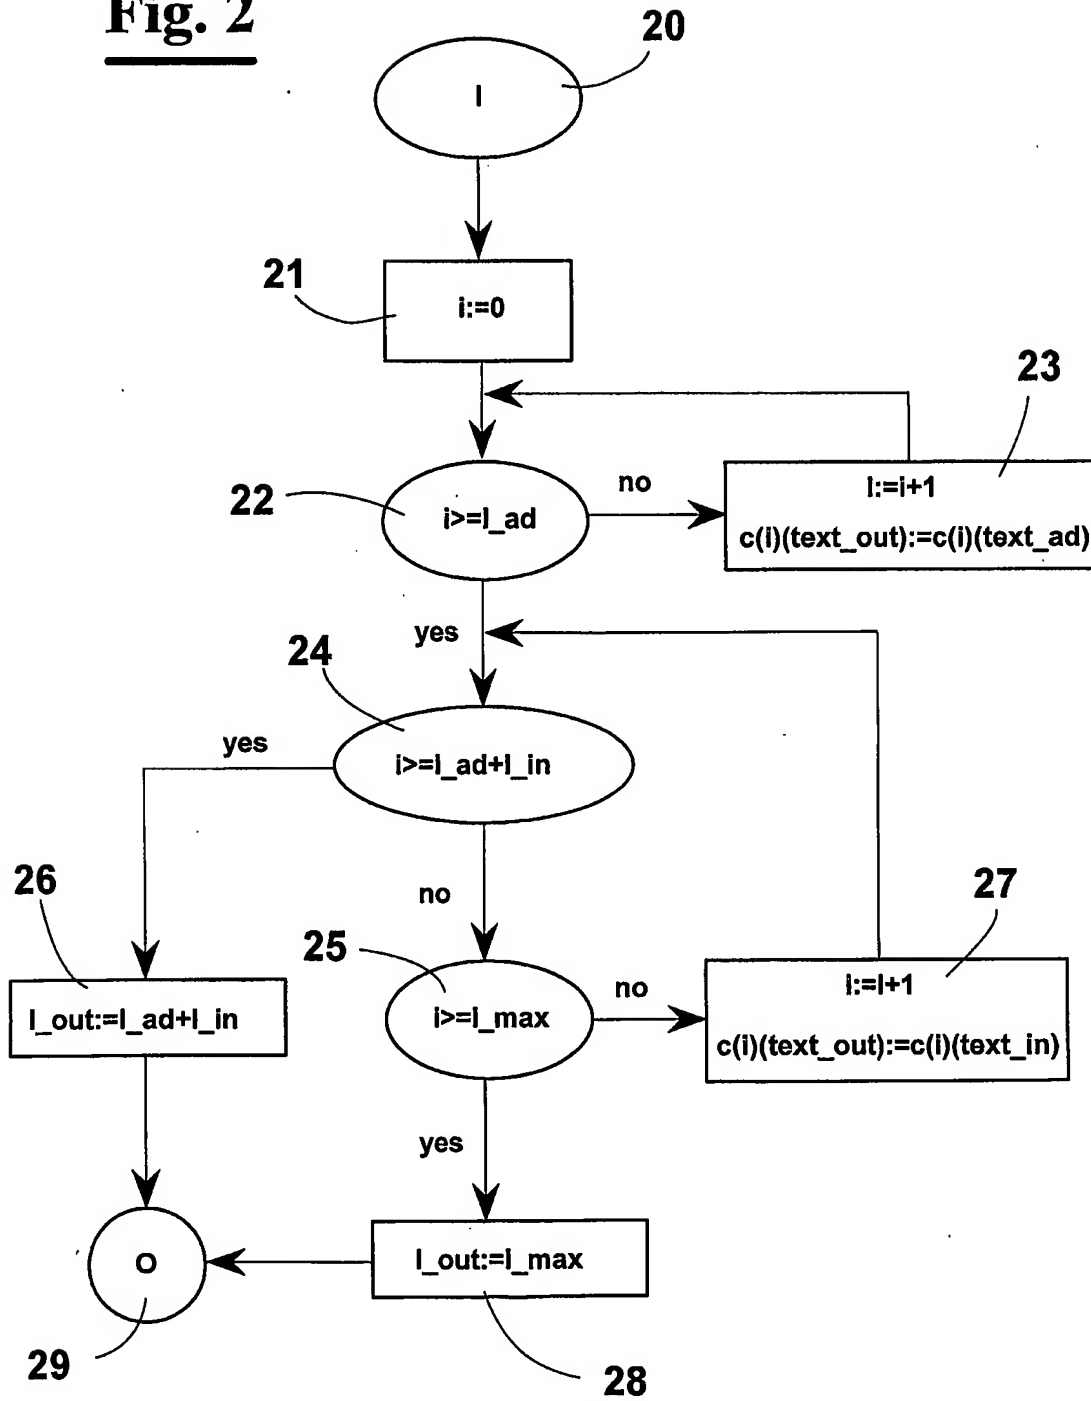 Fig. 2
20
I
21
i:=0
23
22
i>=l_ad
no
i:=i+1
c(i)(text_out):=c(i)(text_ad)
yes
24
yes
i>=l_ad+l_in
26
no
27
25
l_out:=l_ad+l_in
i>=i_max
no
i:=i+1
c(i)(text_out):=c(i)(text_in)
yes
O
l_out:=l_max
29
28